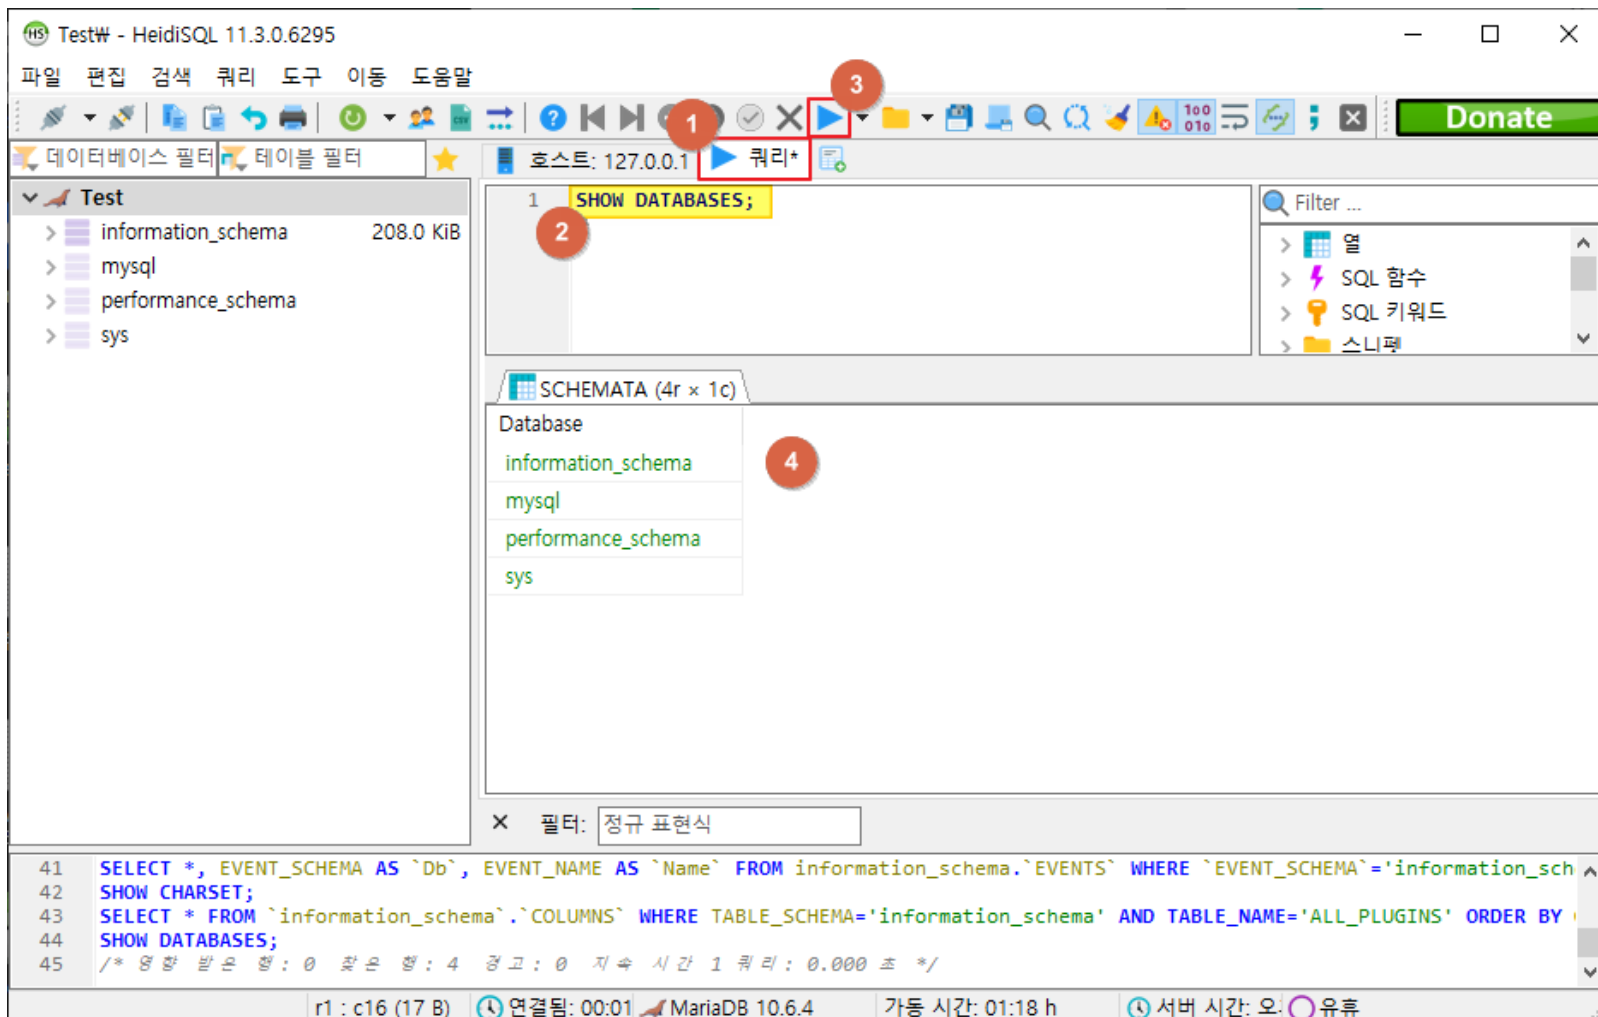 Test₩ - HeidiSQL 11.3.0.6295
파일 편집 검색 쿼리 도구 이동 도움말
1
3
Donate
데이터베이스 필터 테이블 필터
호스트: 127.0.0.1 쿼리*
Test
information_schema 208.0 KiB
mysql
performance_schema
sys
1 SHOW DATABASES;
2
Filter ...
열
SQL 함수
SQL 키워드
스니펫
SCHEMATA (4r × 1c)
Database
information_schema
mysql
performance_schema
sys
4
필터: 정규 표현식
41 SELECT *, EVENT_SCHEMA AS `Db`, EVENT_NAME AS `Name` FROM information_schema.`EVENTS` WHERE `EVENT_SCHEMA`='information_sch
42 SHOW CHARSET;
43 SELECT * FROM `information_schema`.`COLUMNS` WHERE TABLE_SCHEMA='information_schema' AND TABLE_NAME='ALL_PLUGINS' ORDER BY
44 SHOW DATABASES;
45 /* 영향 받은 행: 0 찾은 행: 4 경고: 0 지속 시간 1 쿼리: 0.000 초 */
r1 : c16 (17 B) 연결됨: 00:01 MariaDB 10.6.4 가동 시간: 01:18 h 서버 시간: 오 유휴